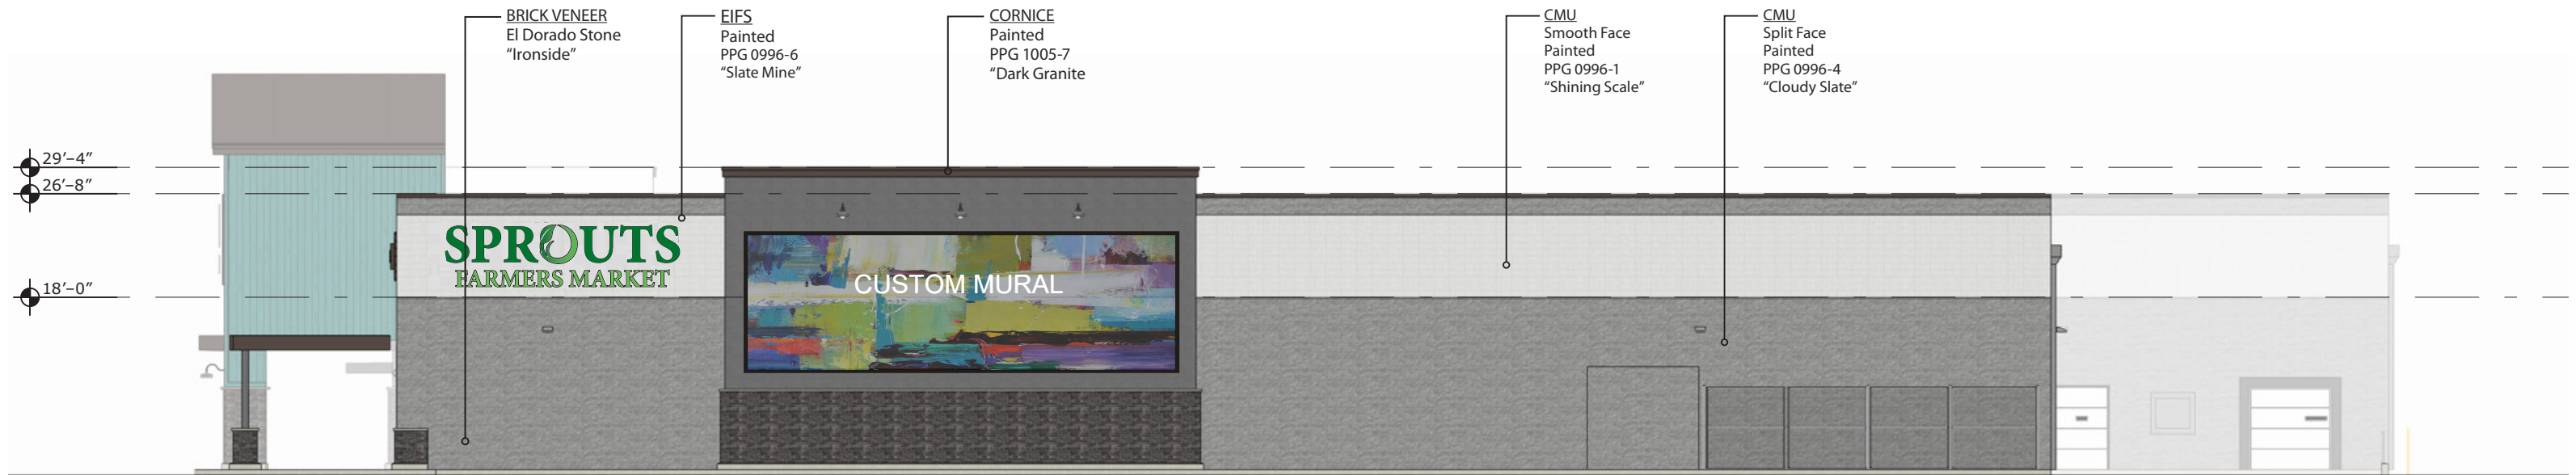 BRICK VENEER
El Dorado Stone
“Ironside”
EIFS
Painted
PPG 0996-6
“Slate Mine”
CORNICE
Painted
PPG 1005-7
“Dark Granite
CMU
Smooth Face
Painted
PPG 0996-1
“Shining Scale”
CMU
Split Face
Painted
PPG 0996-4
“Cloudy Slate”
29’–4”
26’–8”
18’–0”
SPROUTS
FARMERS MARKET
CUSTOM MURAL